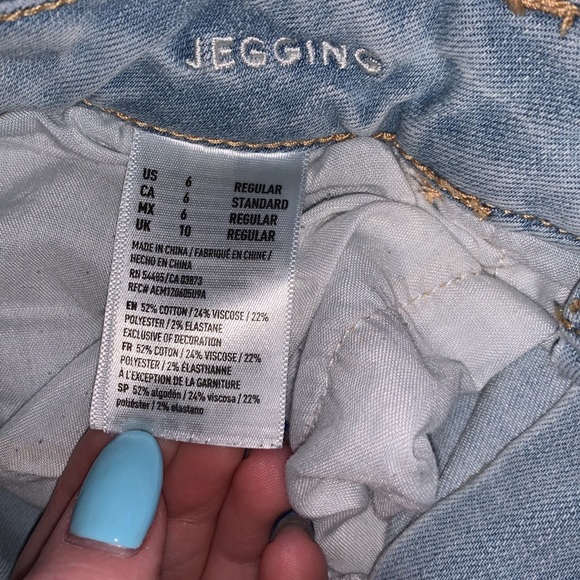 JEGGING
US 6 REGULAR
CA 6 STANDARD
MX 6 REGULAR
UK 10 REGULAR
MADE IN CHINA / FABRIQUÉ EN CHINE /
HECHO EN CHINA
RN 54485 / CA 03873
RFC# AEM1206050U9A
EN 52% COTTON / 24% VISCOSE / 22%
POLYESTER / 2% ELASTANE
EXCLUSIVE OF DECORATION
FR 52% COTON / 24% VISCOSE / 22%
POLYESTER / 2% ÉLASTHANNE
À L'EXCEPTION DE LA GARNITURE
SP 52% algodón / 24% viscosa / 22%
poliéster / 2% elastano